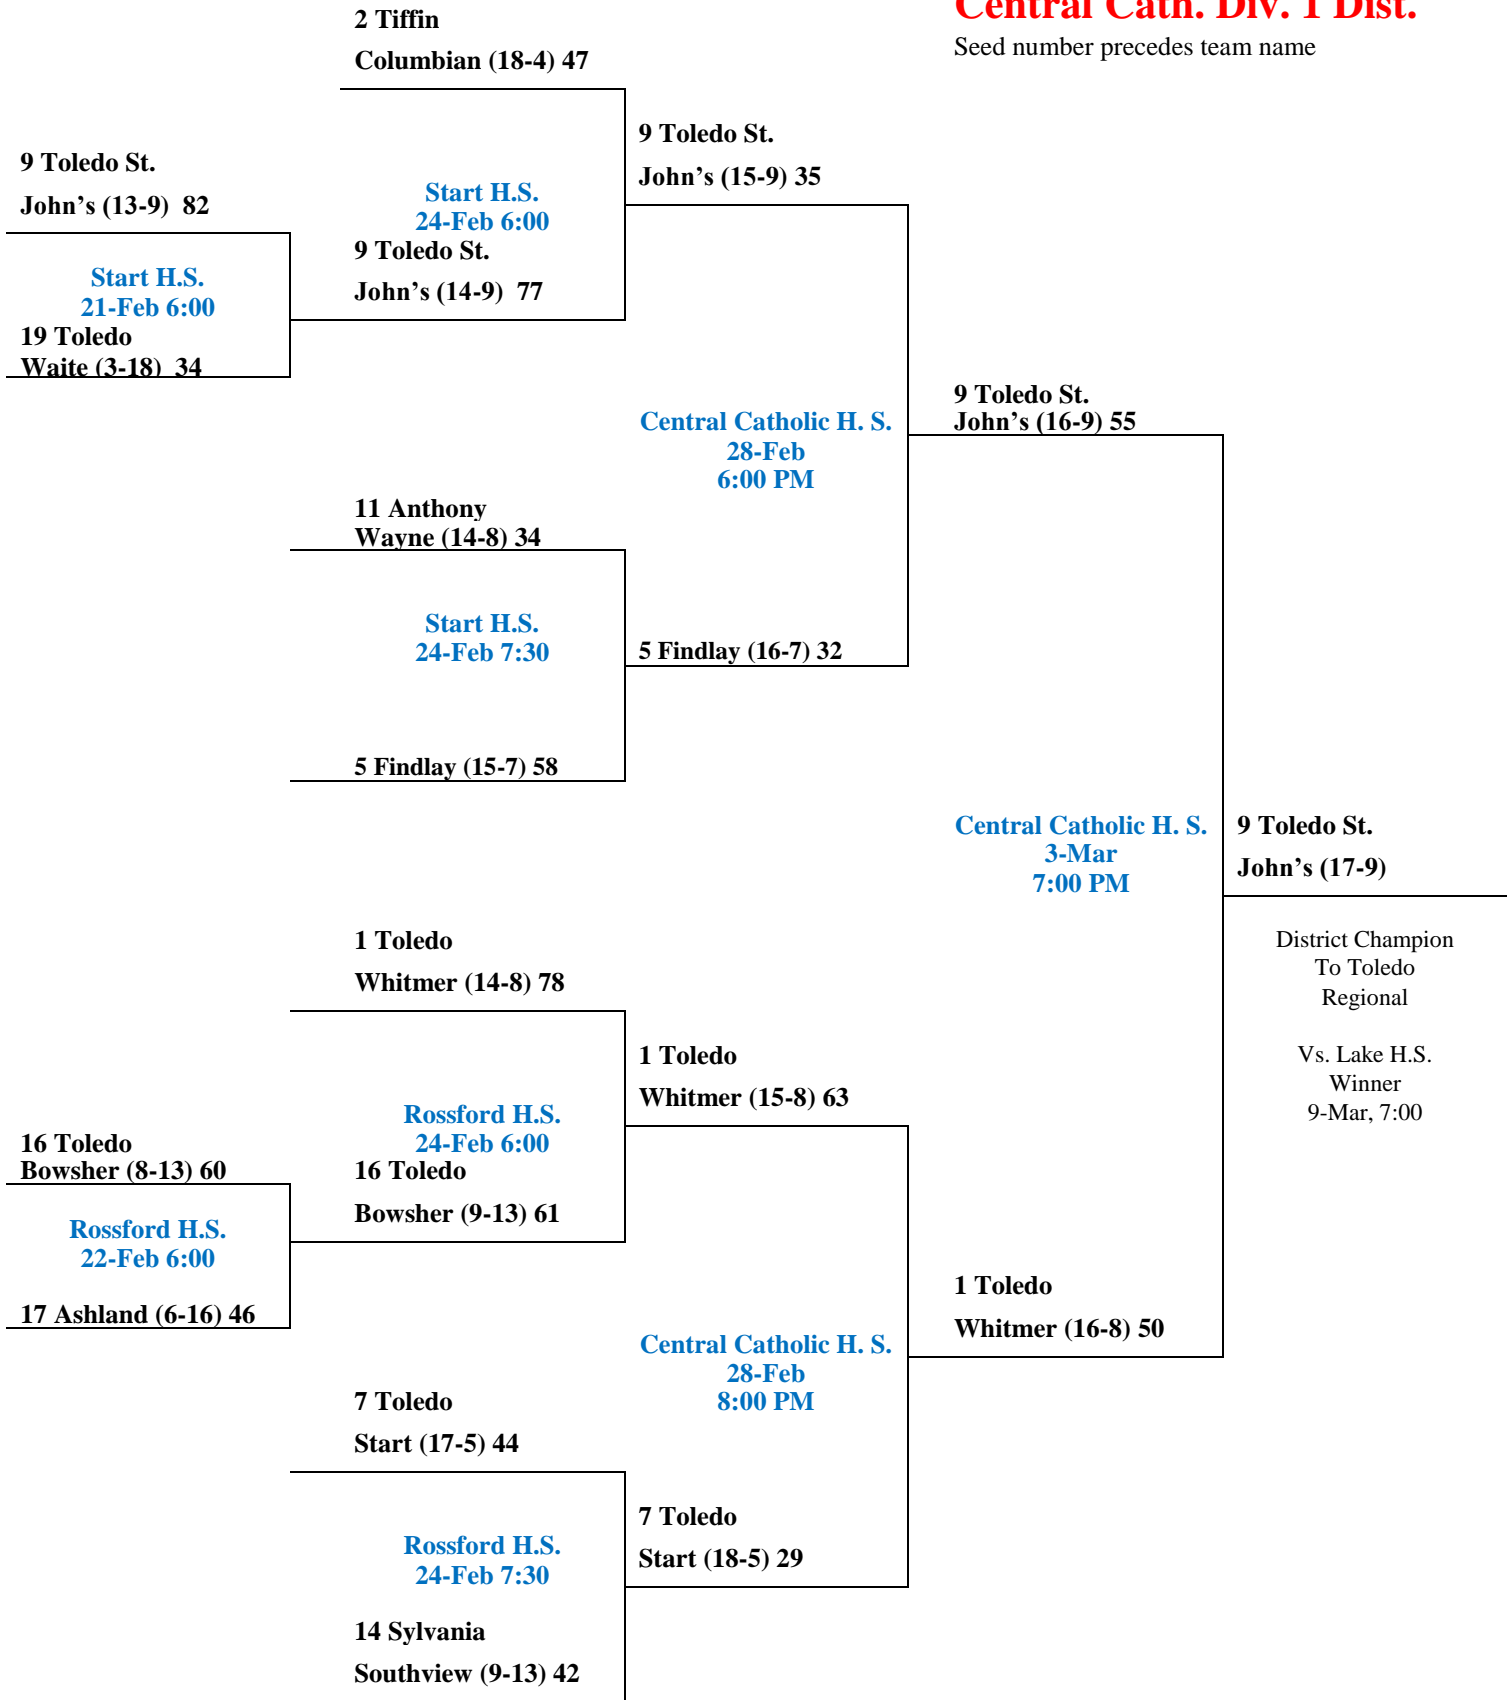 Central Cath. Div. 1 Dist.
Seed number precedes team name
2 Tiffin
Columbian (18-4) 47
9 Toledo St.
John’s (13-9)  82
Start H.S.
21-Feb 6:00
19 Toledo
Waite (3-18)  34
Start H.S.
24-Feb 6:00
9 Toledo St.
John’s (14-9)  77
9 Toledo St.
John’s (15-9) 35
Central Catholic H. S.
28-Feb
6:00 PM
11 Anthony
Wayne (14-8) 34
Start H.S.
24-Feb 7:30
5 Findlay (15-7) 58
5 Findlay (16-7) 32
9 Toledo St.
John’s (16-9) 55
Central Catholic H. S.
3-Mar
7:00 PM
9 Toledo St.
John’s (17-9)
District Champion
To Toledo
Regional
Vs. Lake H.S.
Winner
9-Mar, 7:00
1 Toledo
Whitmer (14-8) 78
Rossford H.S.
24-Feb 6:00
16 Toledo
Bowsher (9-13) 61
16 Toledo
Bowsher (8-13) 60
Rossford H.S.
22-Feb 6:00
17 Ashland (6-16) 46
1 Toledo
Whitmer (15-8) 63
Central Catholic H. S.
28-Feb
8:00 PM
1 Toledo
Whitmer (16-8) 50
7 Toledo
Start (17-5) 44
Rossford H.S.
24-Feb 7:30
14 Sylvania
Southview (9-13) 42
7 Toledo
Start (18-5) 29